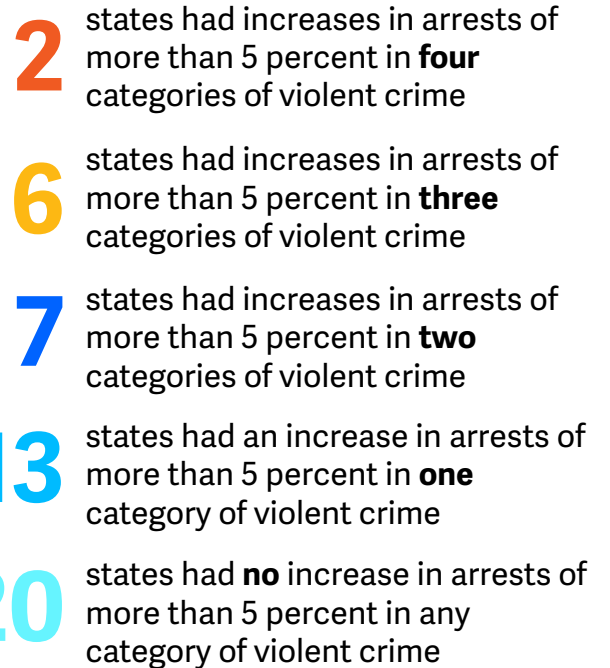 2
states had increases in arrests of
more than 5 percent in four
categories of violent crime
6
states had increases in arrests of
more than 5 percent in three
categories of violent crime
7
states had increases in arrests of
more than 5 percent in two
categories of violent crime
13
states had an increase in arrests of
more than 5 percent in one
category of violent crime
20
states had no increase in arrests of
more than 5 percent in any
category of violent crime